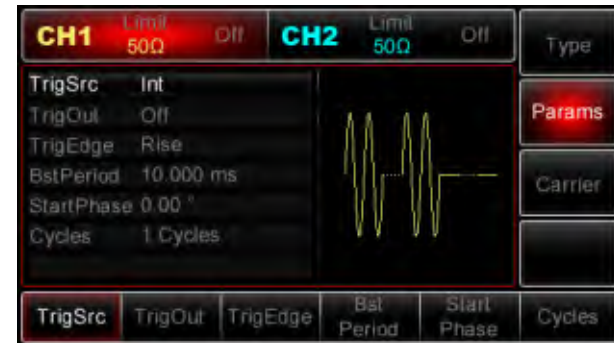 CH1 Limit 50Ω Off CH2 Limit 50Ω Off
Type
TrigSrc Int
TrigOut Off
TrigEdge Rise
BstPeriod 10.000 ms
StartPhase 0.00 °
Cycles 1 Cycles
Params
Carrier
TrigSrc TrigOut TrigEdge Bst Period Start Phase Cycles